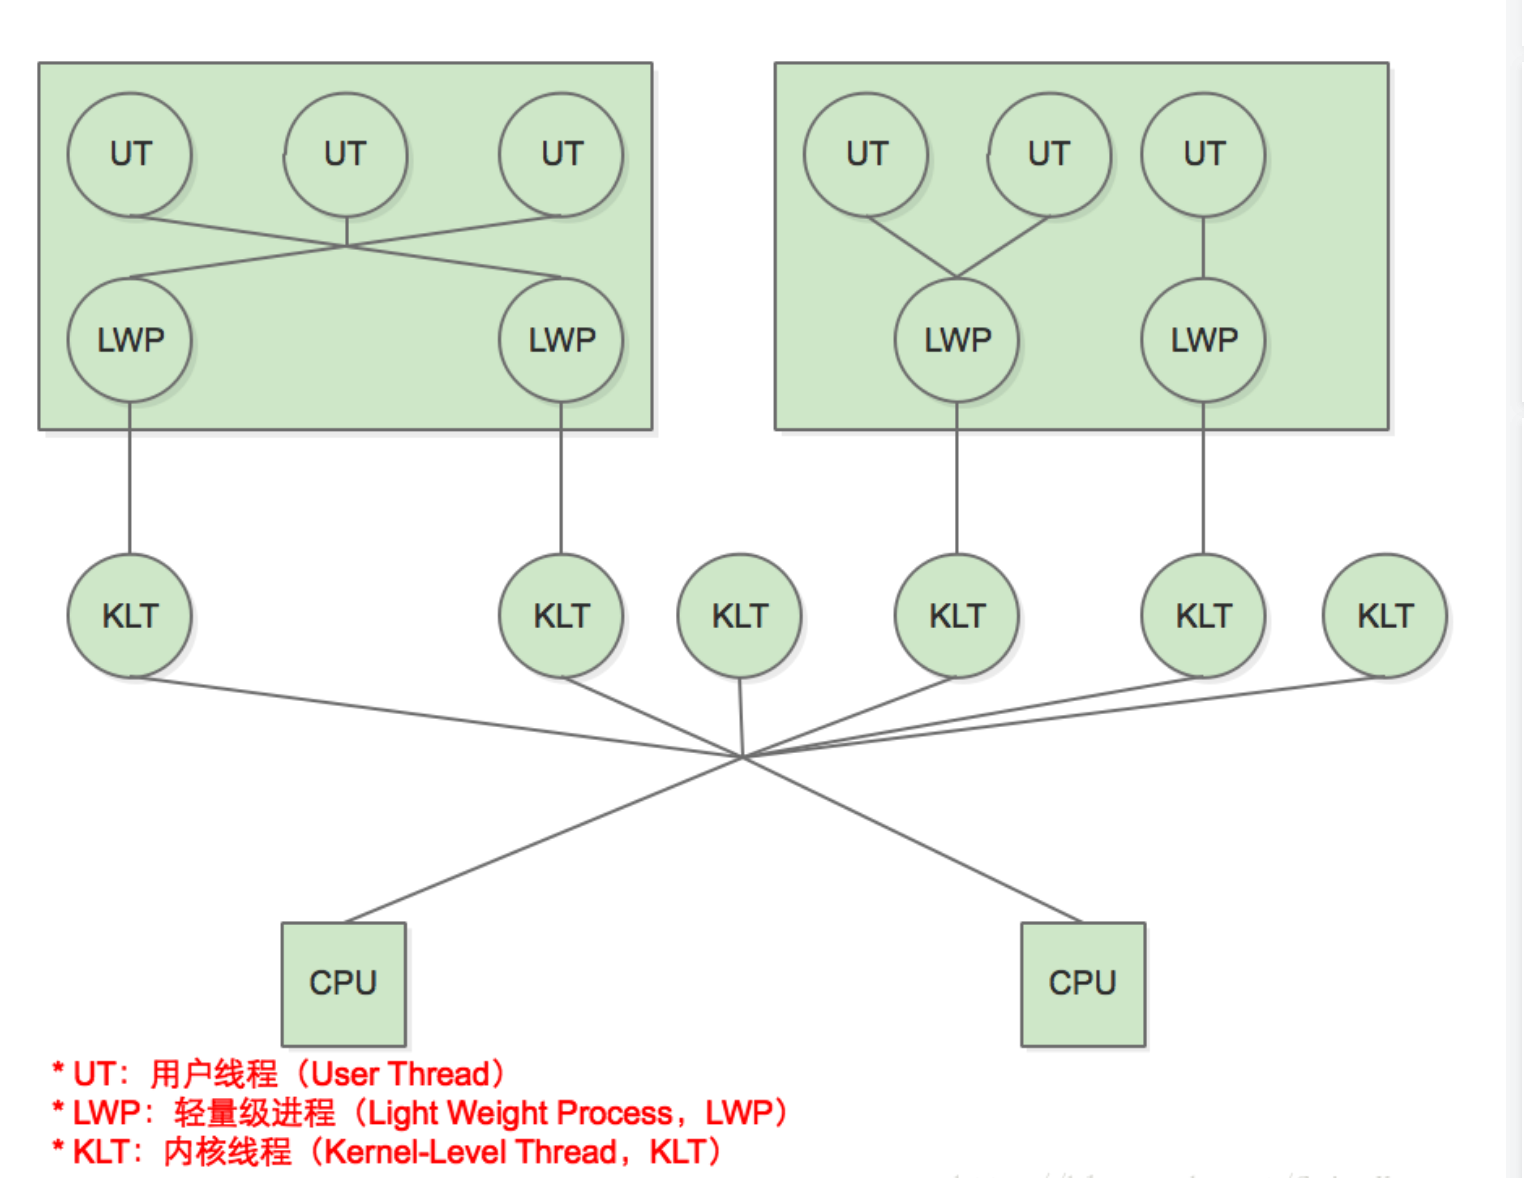 UT UT UT UT UT UT
LWP LWP LWP LWP
KLT KLT KLT KLT KLT KLT
CPU CPU
* UT：用户线程（User Thread）
* LWP：轻量级进程（Light Weight Process，LWP）
* KLT：内核线程（Kernel-Level Thread，KLT）